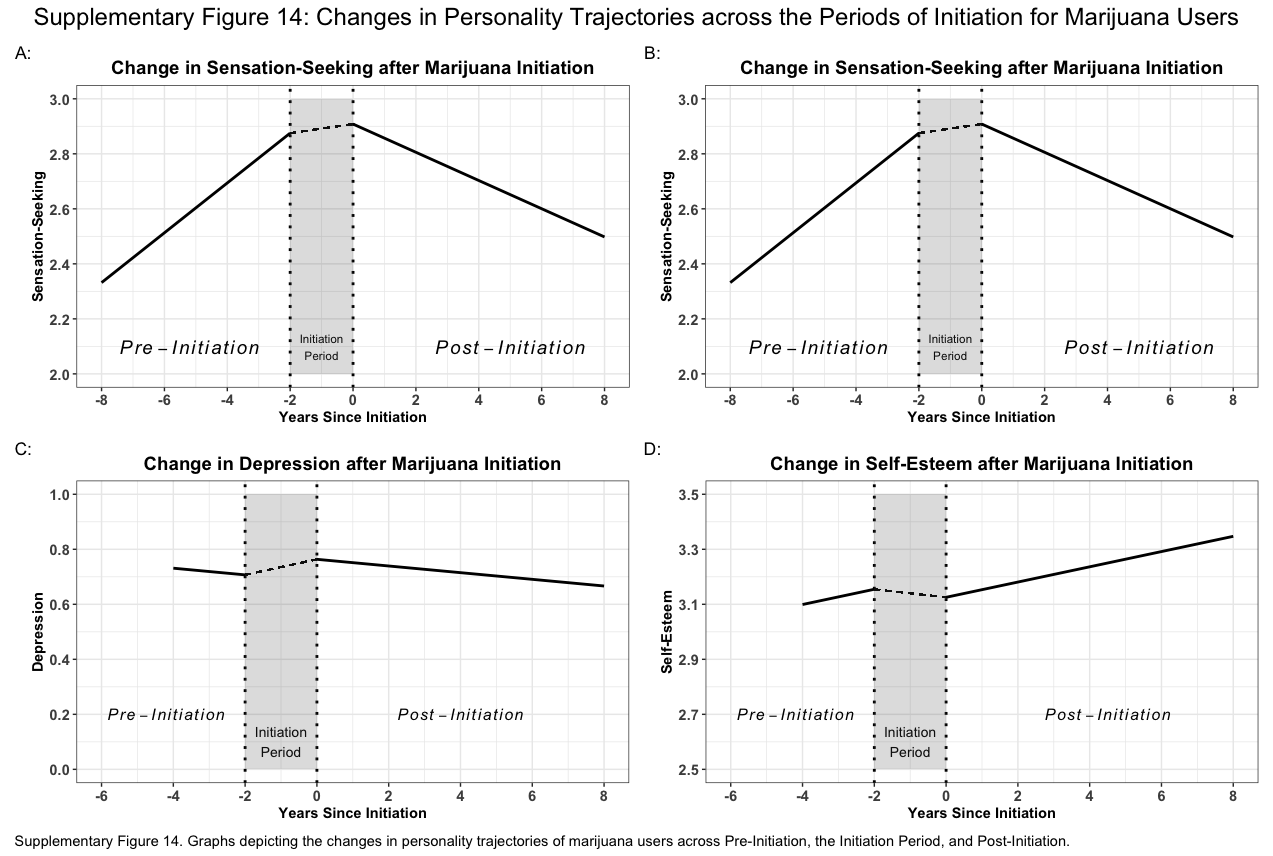 Supplementary Figure 14: Changes in Personality Trajectories across the Periods of Initiation for Marijuana Users
A:
Change in Sensation-Seeking after Marijuana Initiation
Sensation-Seeking
3.0
2.8
2.6
2.4
2.2
2.0
Pre – Initiation
Initiation
Period
Post – Initiation
-8 -6 -4 -2 0 2 4 6 8
Years Since Initiation
B:
Change in Sensation-Seeking after Marijuana Initiation
Sensation-Seeking
3.0
2.8
2.6
2.4
2.2
2.0
Pre – Initiation
Initiation
Period
Post – Initiation
-8 -6 -4 -2 0 2 4 6 8
Years Since Initiation
C:
Change in Depression after Marijuana Initiation
Depression
1.0
0.8
0.6
0.4
0.2
0.0
Pre – Initiation
Initiation
Period
Post – Initiation
-6 -4 -2 0 2 4 6 8
Years Since Initiation
D:
Change in Self-Esteem after Marijuana Initiation
Self-Esteem
3.5
3.3
3.1
2.9
2.7
2.5
Pre – Initiation
Initiation
Period
Post – Initiation
-6 -4 -2 0 2 4 6 8
Years Since Initiation
Supplementary Figure 14. Graphs depicting the changes in personality trajectories of marijuana users across Pre-Initiation, the Initiation Period, and Post-Initiation.